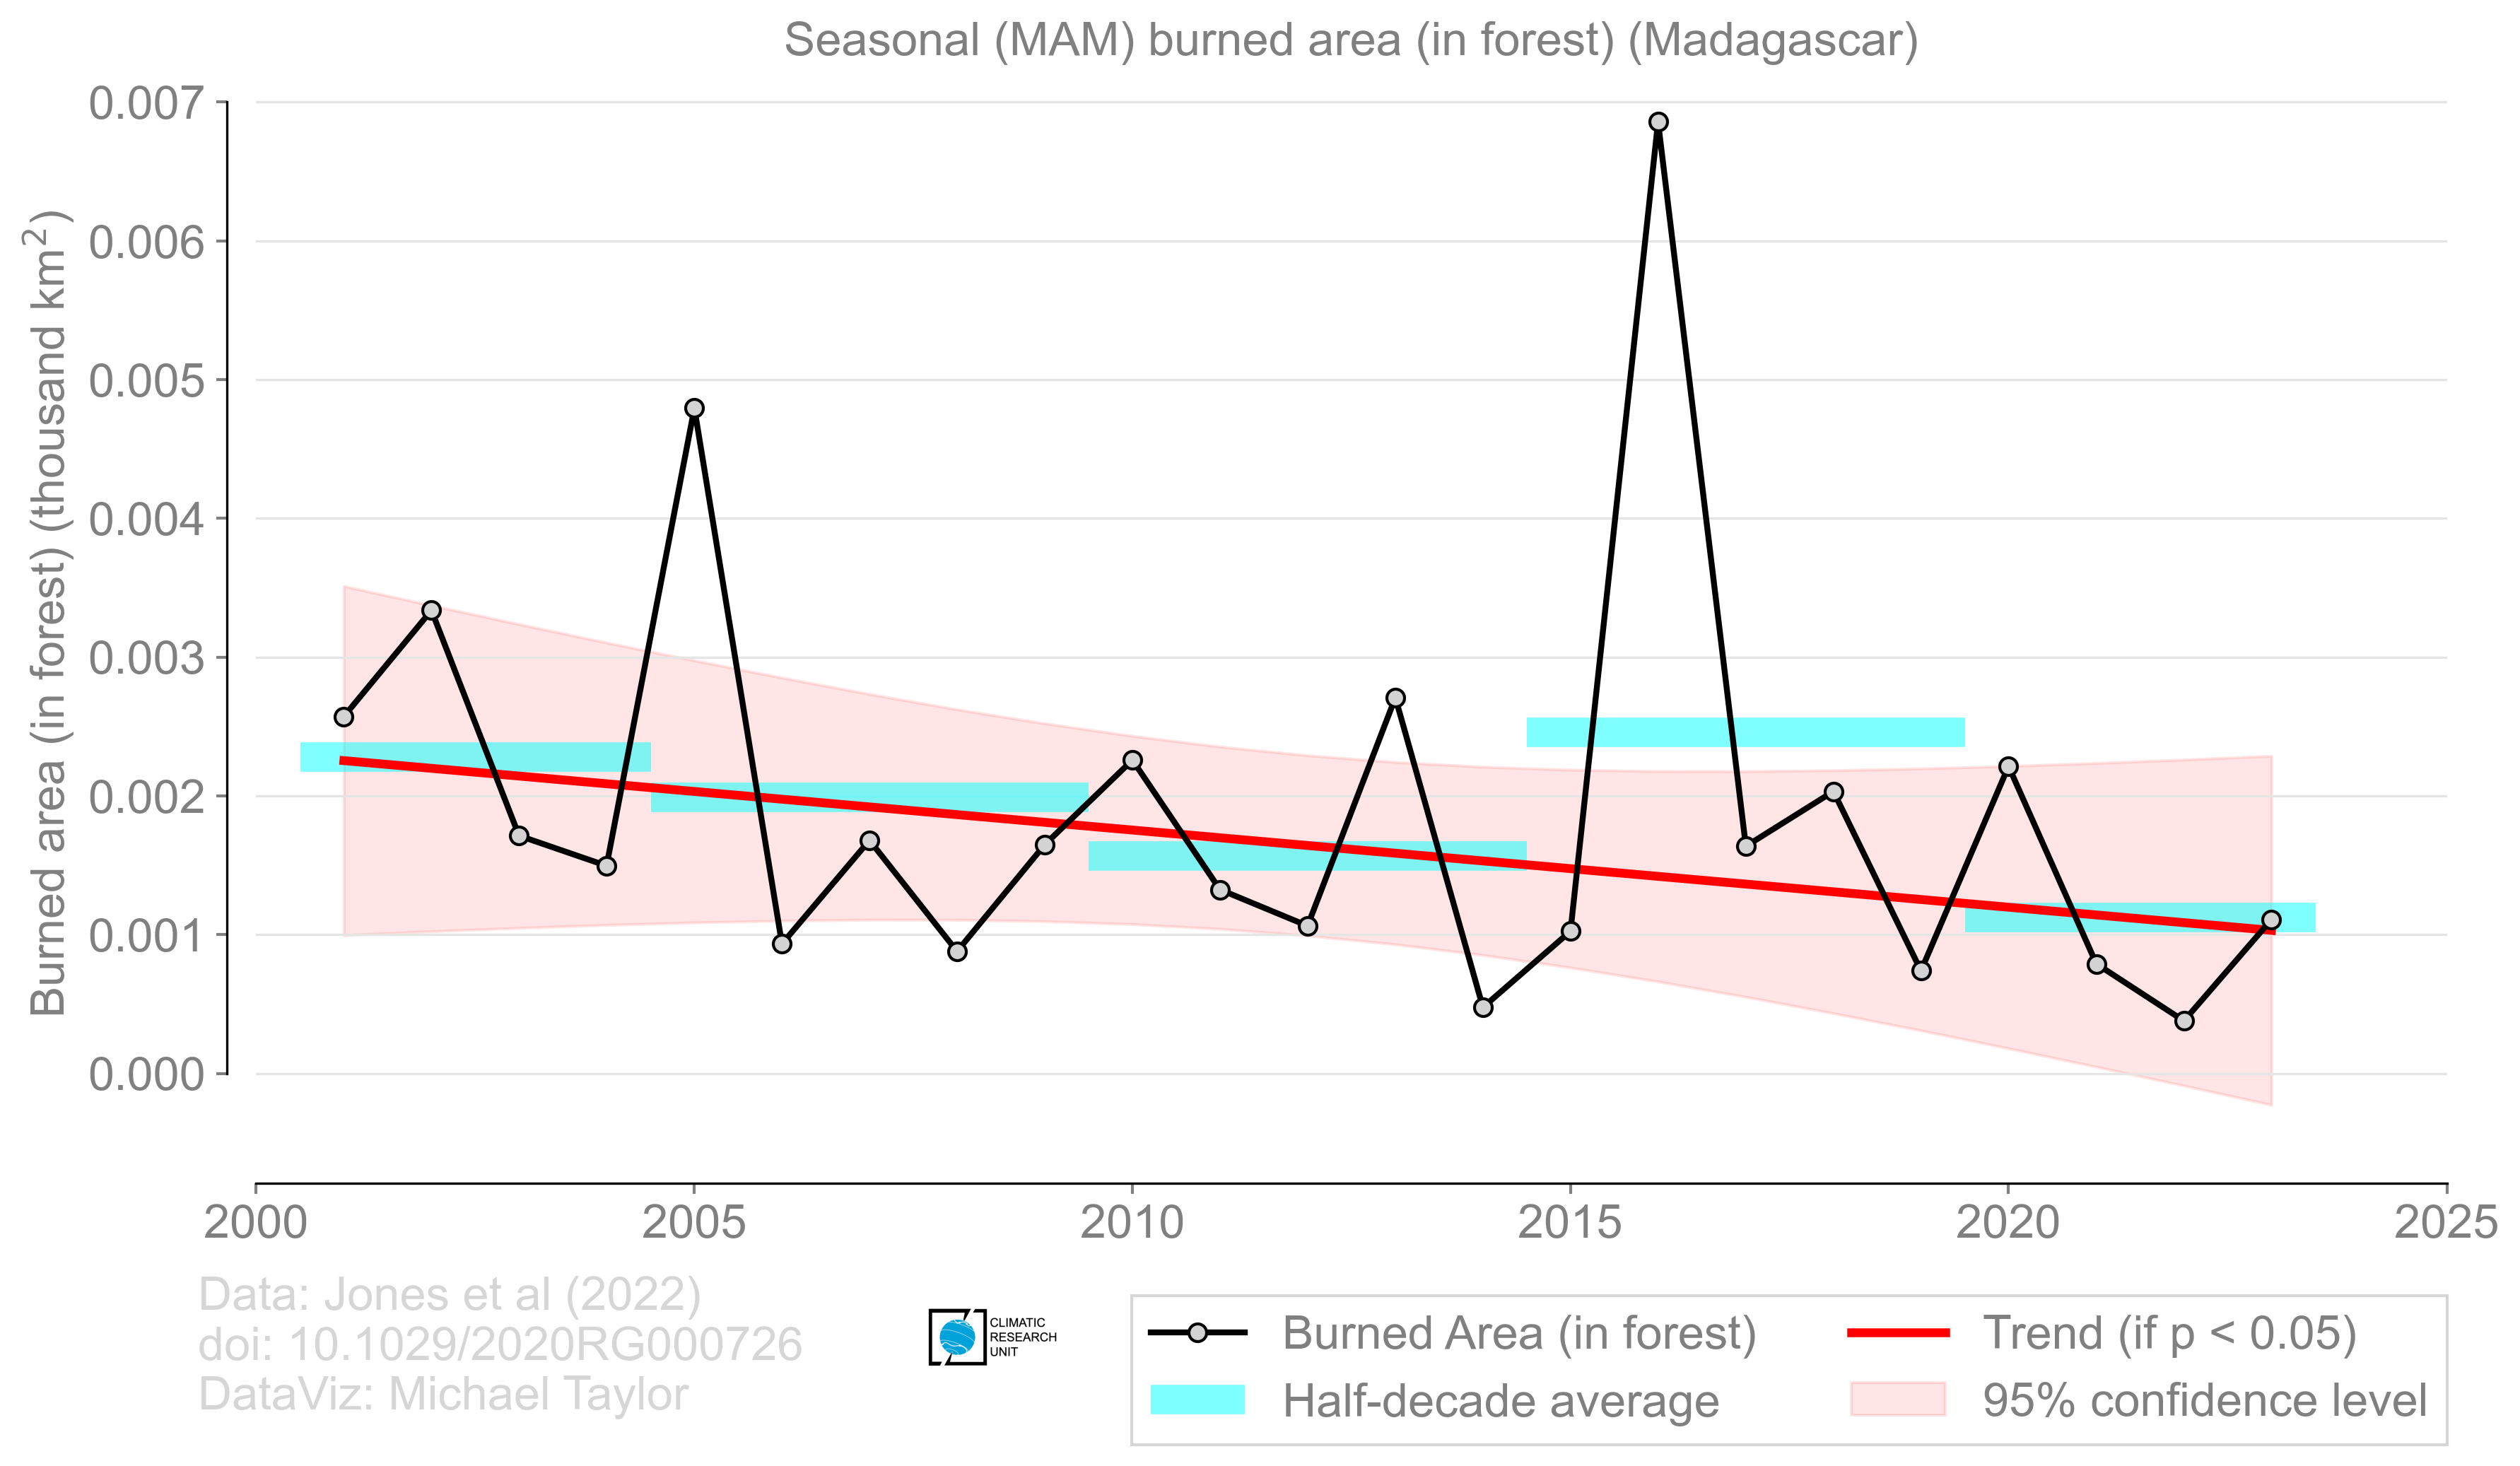 Seasonal (MAM) burned area (in forest) (Madagascar)
Burned area (in forest) (thousand km²)
0.007
0.006
0.005
0.004
0.003
0.002
0.001
0.000
2000 2005 2010 2015 2020 2025
Data: Jones et al (2022)
doi: 10.1029/2020RG000726
DataViz: Michael Taylor
CLIMATIC
RESEARCH
UNIT
Burned Area (in forest)
Half-decade average
Trend (if p < 0.05)
95% confidence level